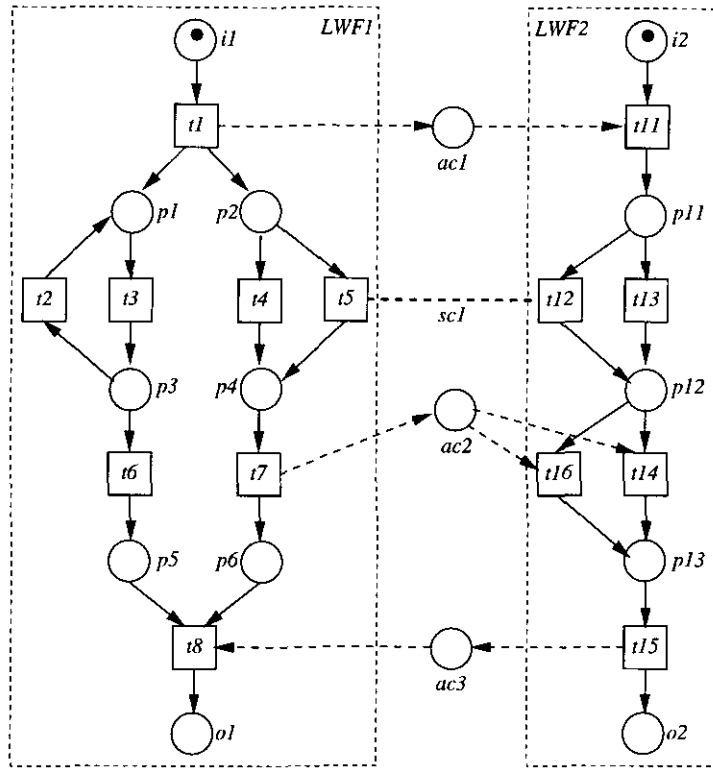 i1 LWF1 LWF2 i2
t1 ac1 t11
p1 p2 p11
t2 t3 t4 t5 sc1 t12 t13
p3 p4 ac2 p12
t6 t7 t16 t14
p5 p6 p13
t8 ac3 t15
o1 o2